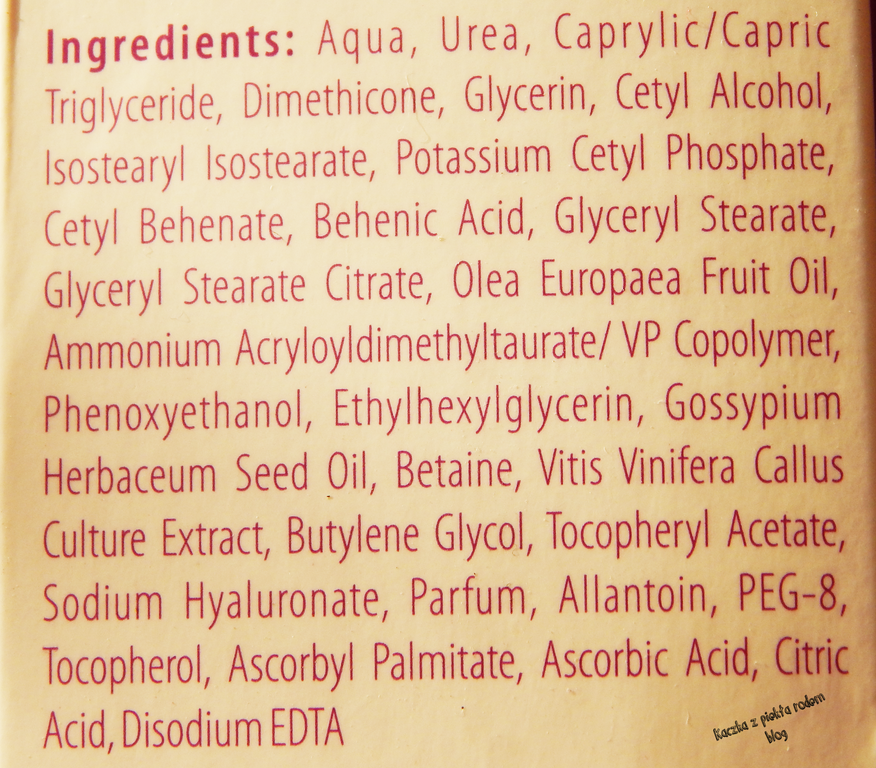 Ingredients: Aqua, Urea, Caprylic/Capric
Triglyceride, Dimethicone, Glycerin, Cetyl Alcohol,
Isostearyl Isostearate, Potassium Cetyl Phosphate,
Cetyl Behenate, Behenic Acid, Glyceryl Stearate,
Glyceryl Stearate Citrate, Olea Europaea Fruit Oil,
Ammonium Acryloyldimethyltaurate/ VP Copolymer,
Phenoxyethanol, Ethylhexylglycerin, Gossypium
Herbaceum Seed Oil, Betaine, Vitis Vinifera Callus
Culture Extract, Butylene Glycol, Tocopheryl Acetate,
Sodium Hyaluronate, Parfum, Allantoin, PEG-8,
Tocopherol, Ascorbyl Palmitate, Ascorbic Acid, Citric
Acid, Disodium EDTA
Kaczka z piekła rodem
blog